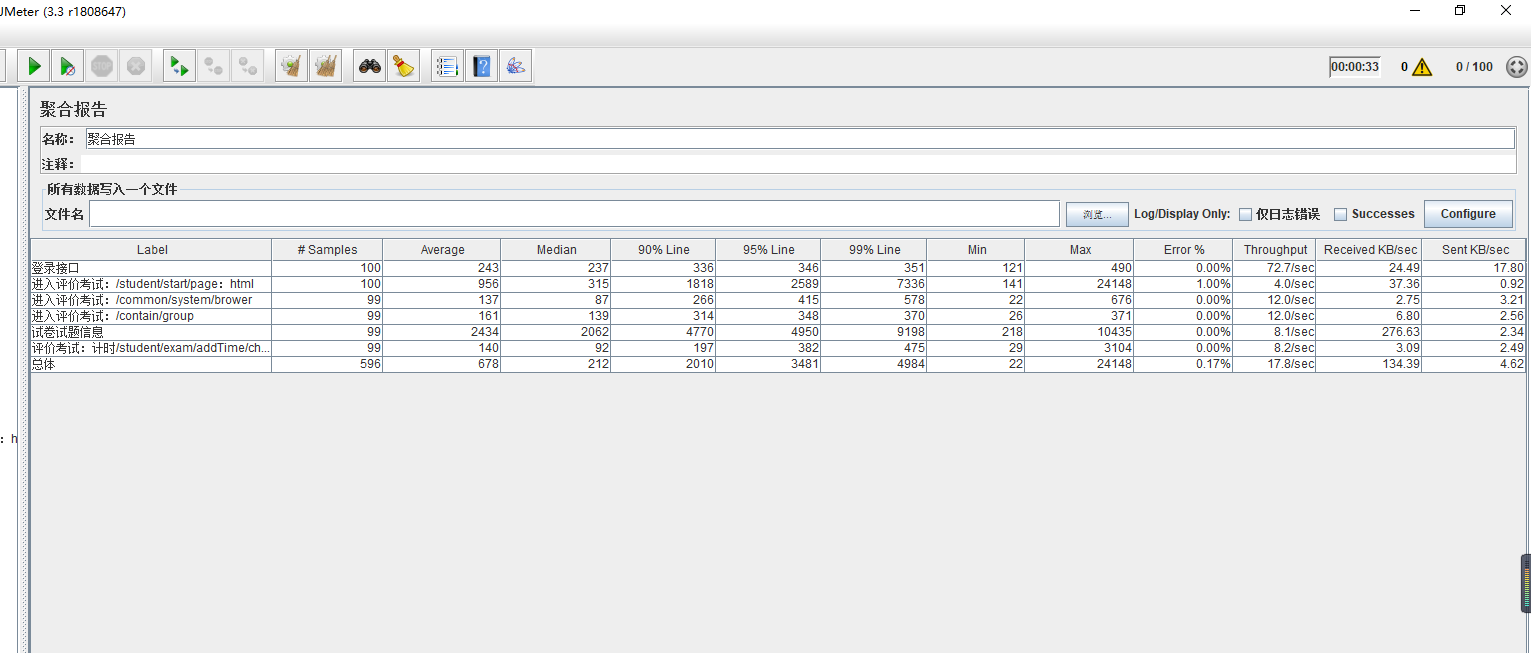 JMeter (3.3 r1808647)
00:00:33 0 0 / 100
聚合报告
名称： 聚合报告
注释：
所有数据写入一个文件
文件名 浏览... Log/Display Only: 仅日志错误 Successes Configure
Label # Samples Average Median 90% Line 95% Line 99% Line Min Max Error % Throughput Received KB/sec Sent KB/sec
登录接口 100 243 237 336 346 351 121 490 0.00% 72.7/sec 24.49 17.80
进入评价考试：/student/start/page：html 100 956 315 1818 2589 7336 141 24148 1.00% 4.0/sec 37.36 0.92
进入评价考试：/common/system/brower 99 137 87 266 415 578 22 676 0.00% 12.0/sec 2.75 3.21
进入评价考试：/contain/group 99 161 139 314 348 370 26 371 0.00% 12.0/sec 6.80 2.56
试卷试题信息 99 2434 2062 4770 4950 9198 218 10435 0.00% 8.1/sec 276.63 2.34
评价考试：计时/student/exam/addTime/ch... 99 140 92 197 382 475 29 3104 0.00% 8.2/sec 3.09 2.49
总体 596 678 212 2010 3481 4984 22 24148 0.17% 17.8/sec 134.39 4.62
：h